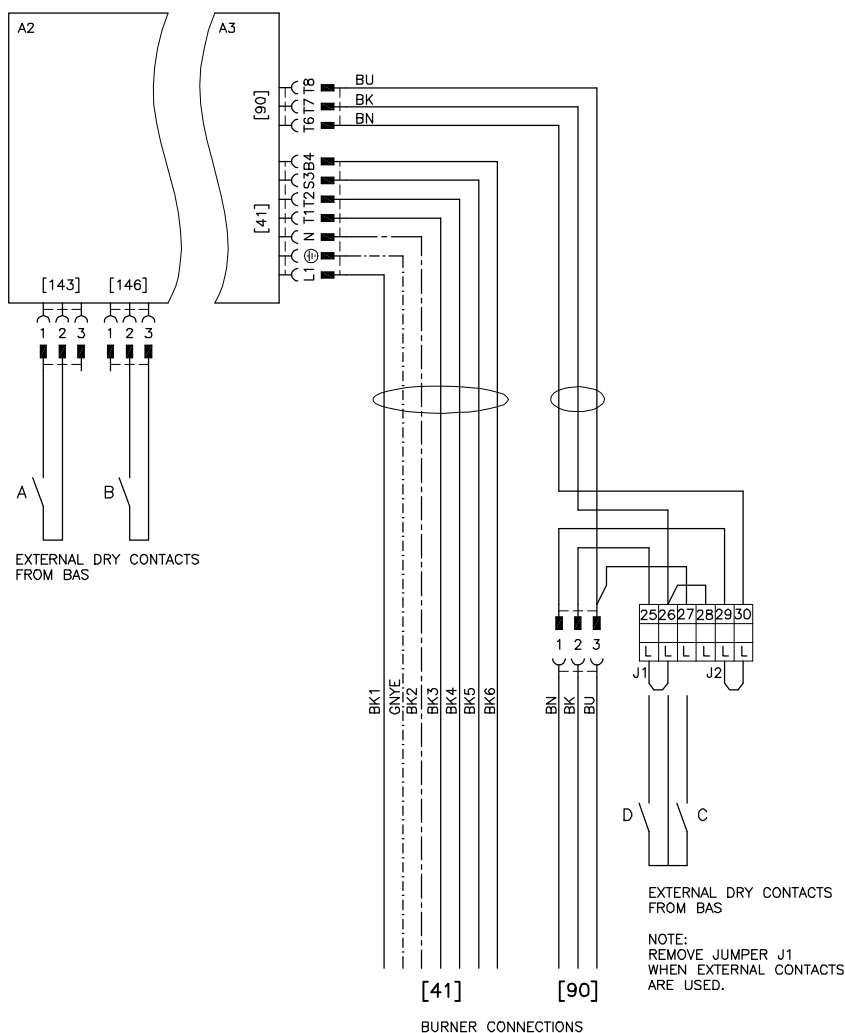 A2
A3
[90]
T8 BU
T7 BK
T6 BN
[41]
B4
S3
T2
T1
N
L1
[143] [146]
1 2 3 1 2 3
A B
EXTERNAL DRY CONTACTS
FROM BAS
25 26 27 28 29 30
1 2 3
L L L L L L
J1 J2
BK1 GNYE BK2 BK3 BK4 BK5 BK6
BN BK BU
D C
EXTERNAL DRY CONTACTS
FROM BAS
NOTE:
REMOVE JUMPER J1
WHEN EXTERNAL CONTACTS
ARE USED.
[41] [90]
BURNER CONNECTIONS